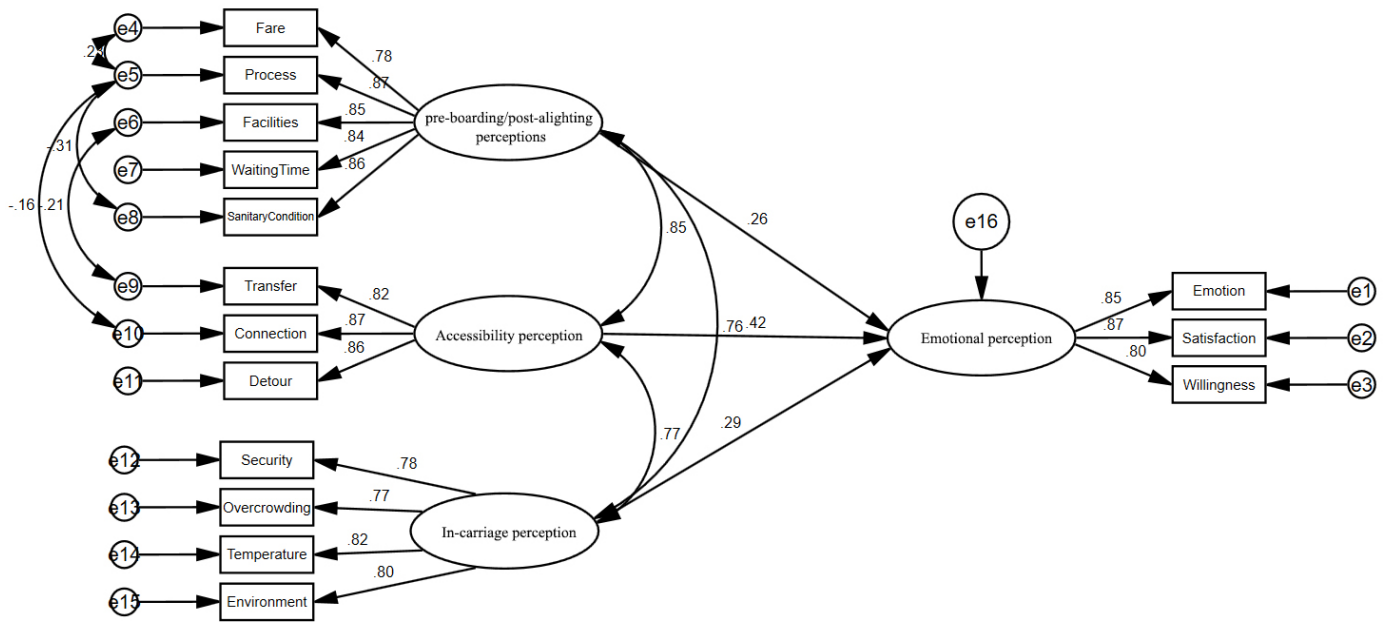 e4
Fare
.78
.23
e5
Process
.87
e6
Facilities
.85
pre-boarding/post-alighting
perceptions
.84
-.31
e7
WaitingTime
.86
-.16
-.21
e8
SanitaryCondition
.85
.26
e16
e9
Transfer
.82
e10
Connection
.87
Accessibility perception
.76
.42
.86
e11
Detour
Emotional perception
.85
Emotion
e1
.87
Satisfaction
e2
.80
Willingness
e3
.77
.29
e12
Security
.78
e13
Overcrowding
.77
In-carriage perception
e14
Temperature
.82
e15
Environment
.80